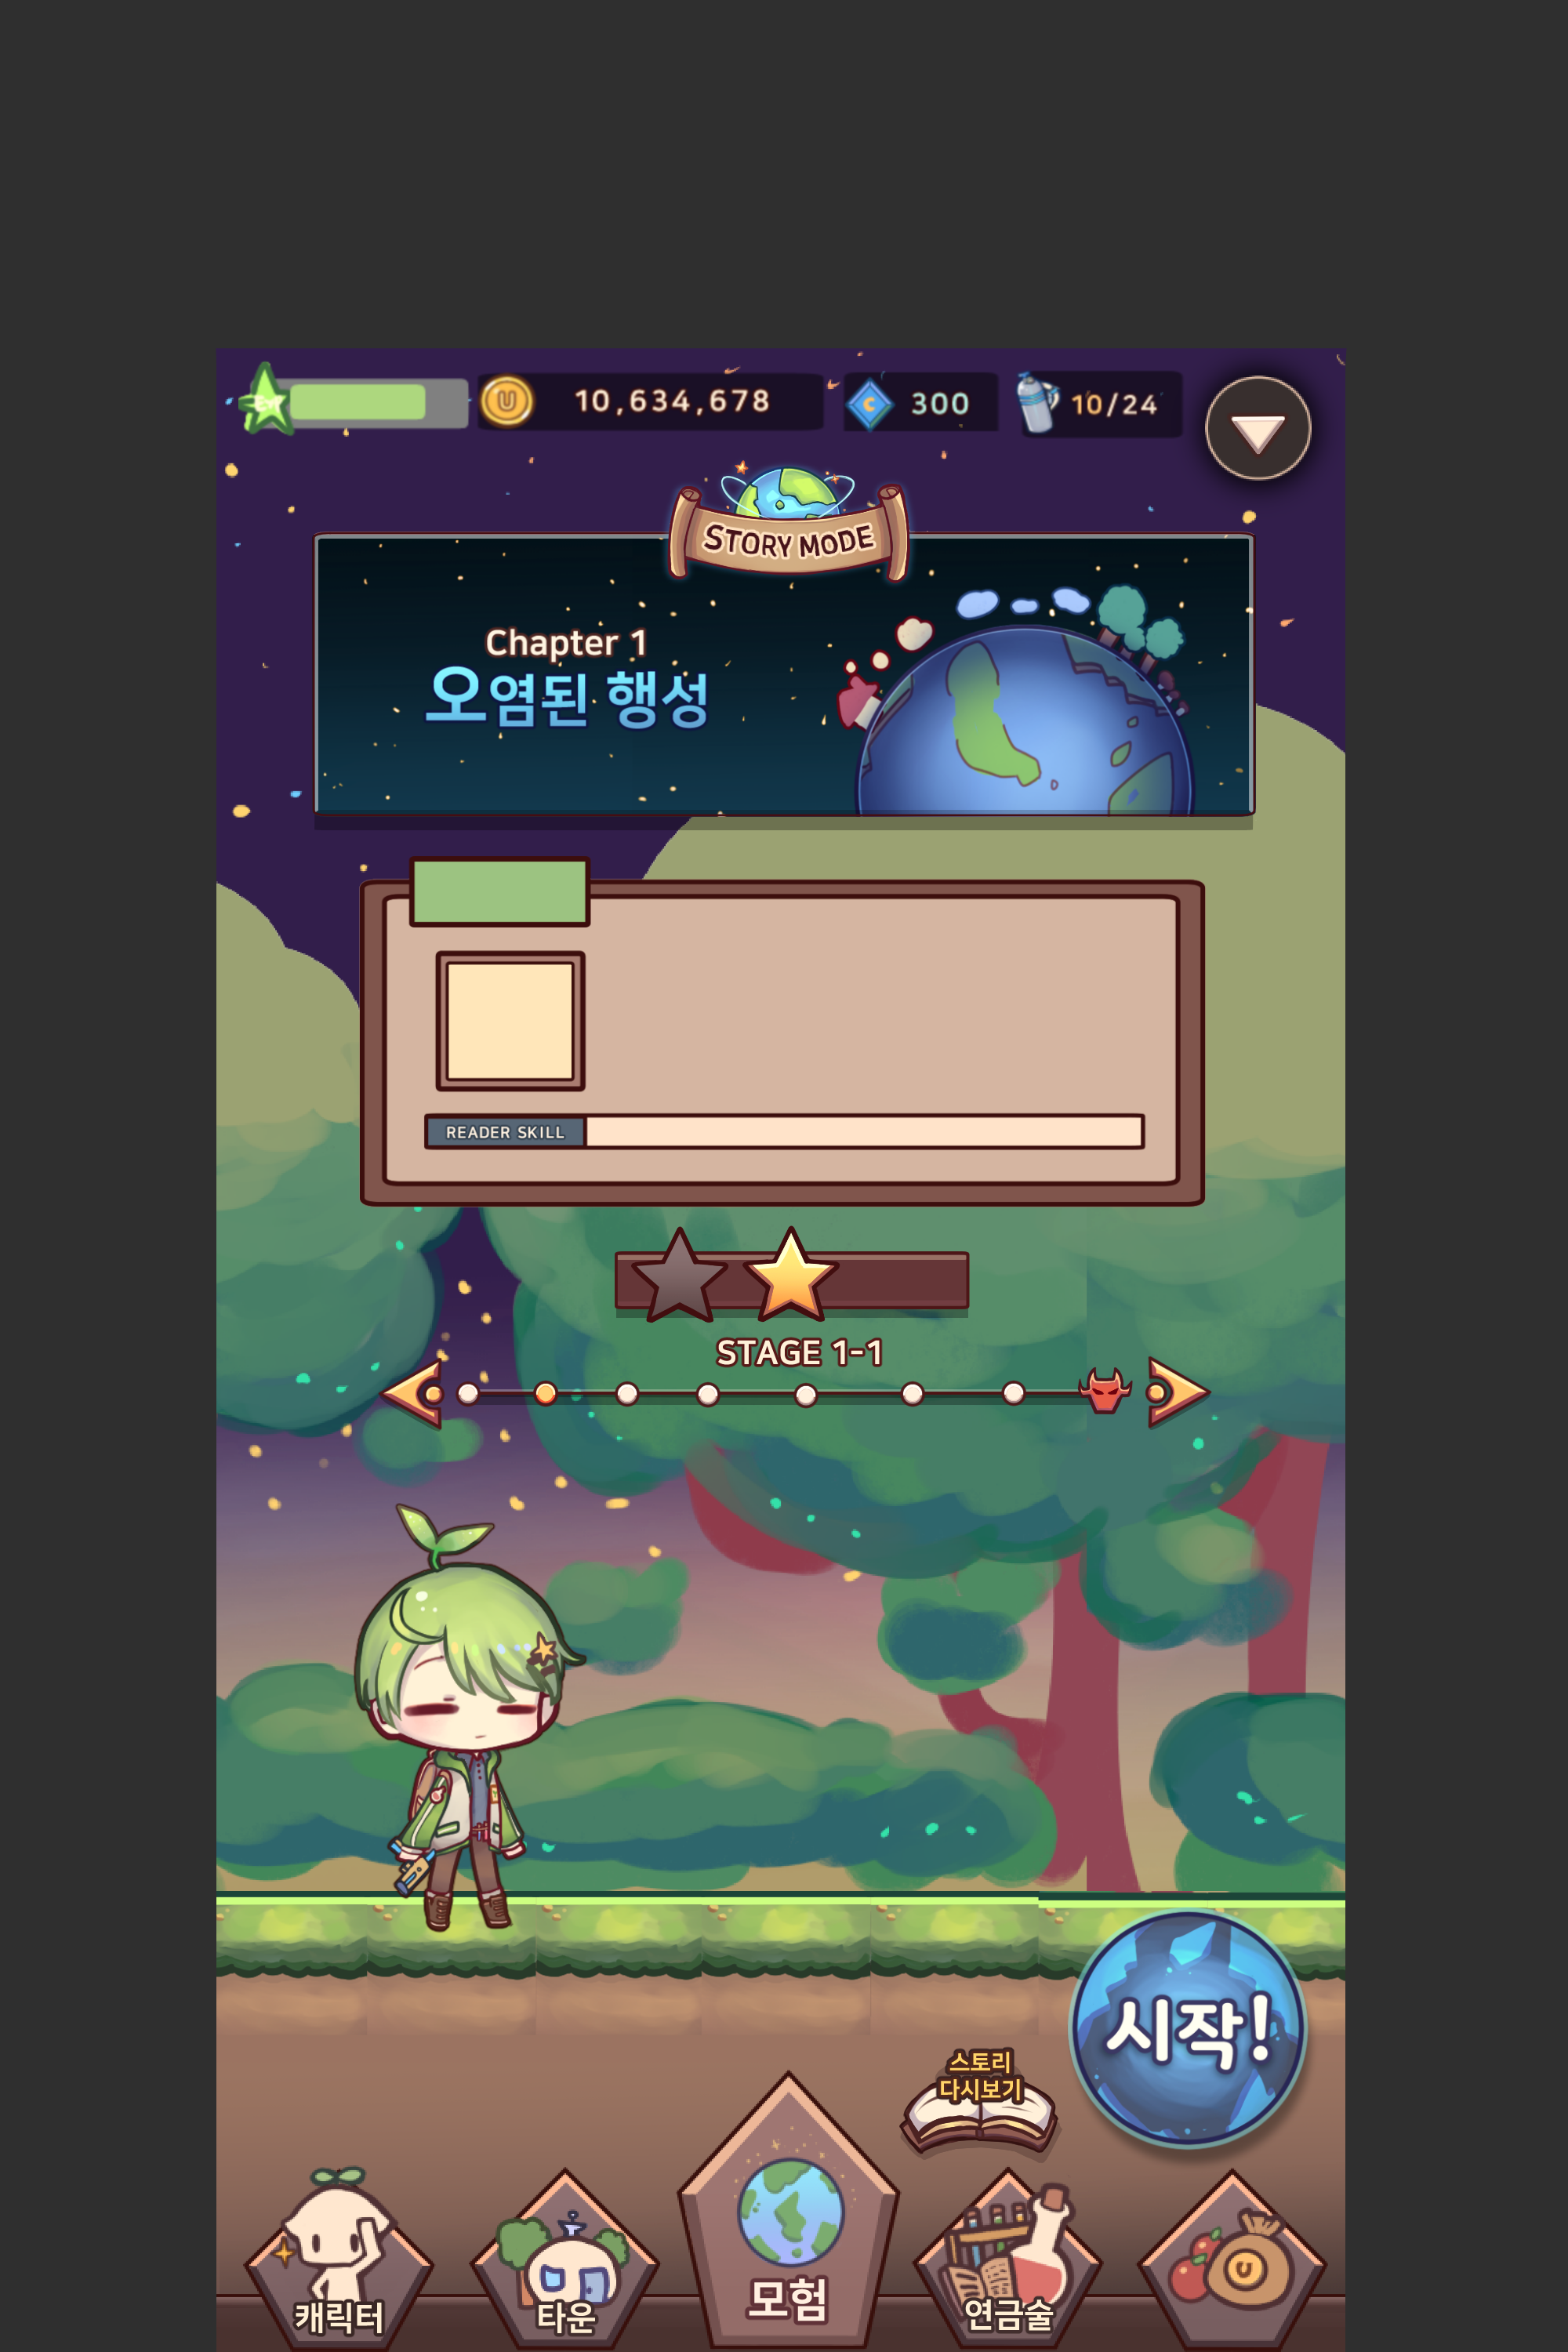 10,634,678
300
10/24
STORY MODE
Chapter 1
오염된 행성
READER SKILL
STAGE 1-1
시작!
스토리
다시보기
캐릭터
타운
모험
연금술